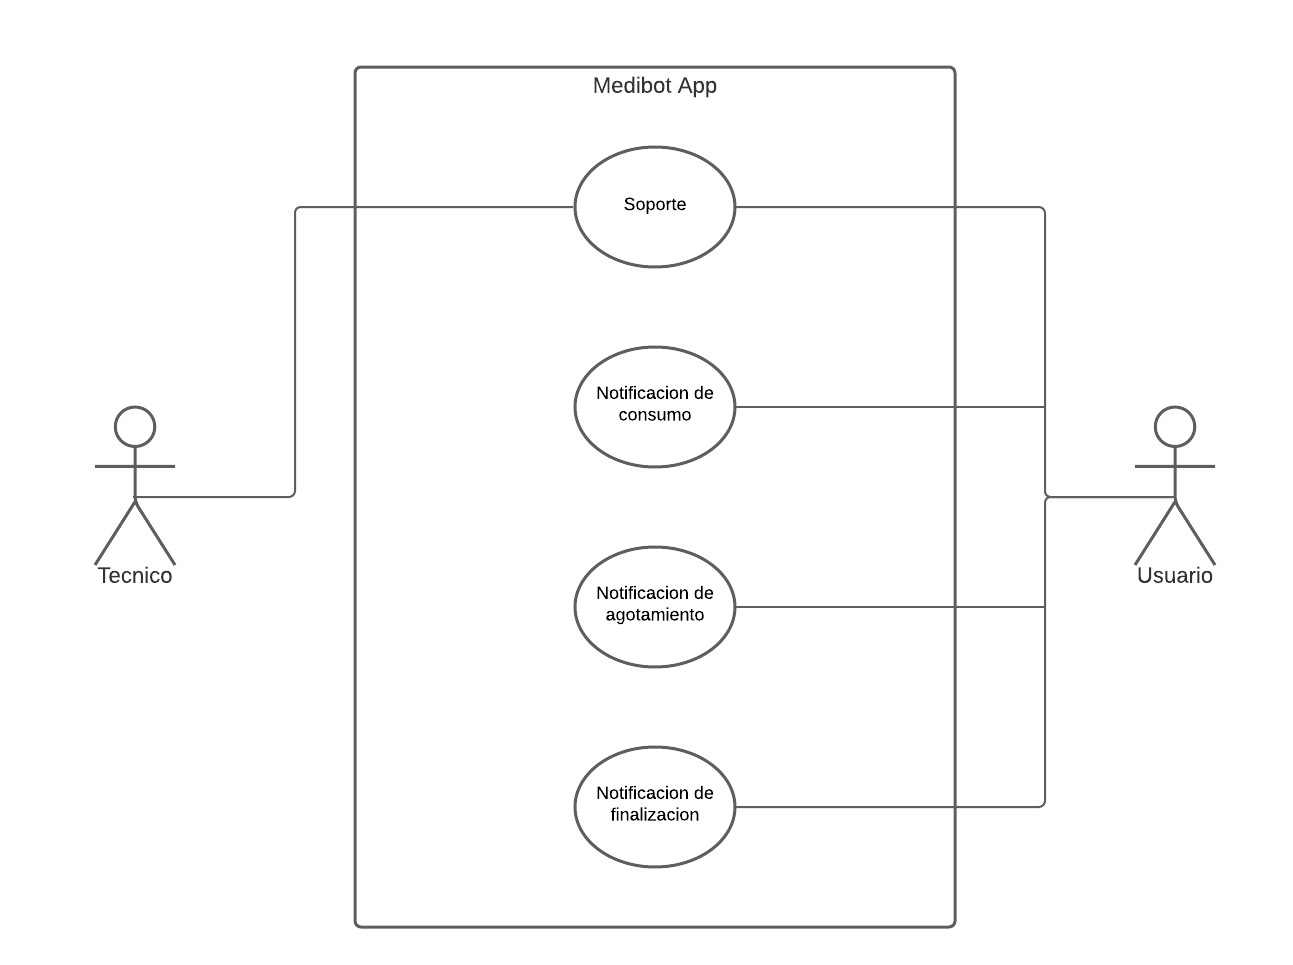 Medibot App
Soporte
Notificacion de
consumo
Tecnico
Usuario
Notificacion de
agotamiento
Notificacion de
finalizacion